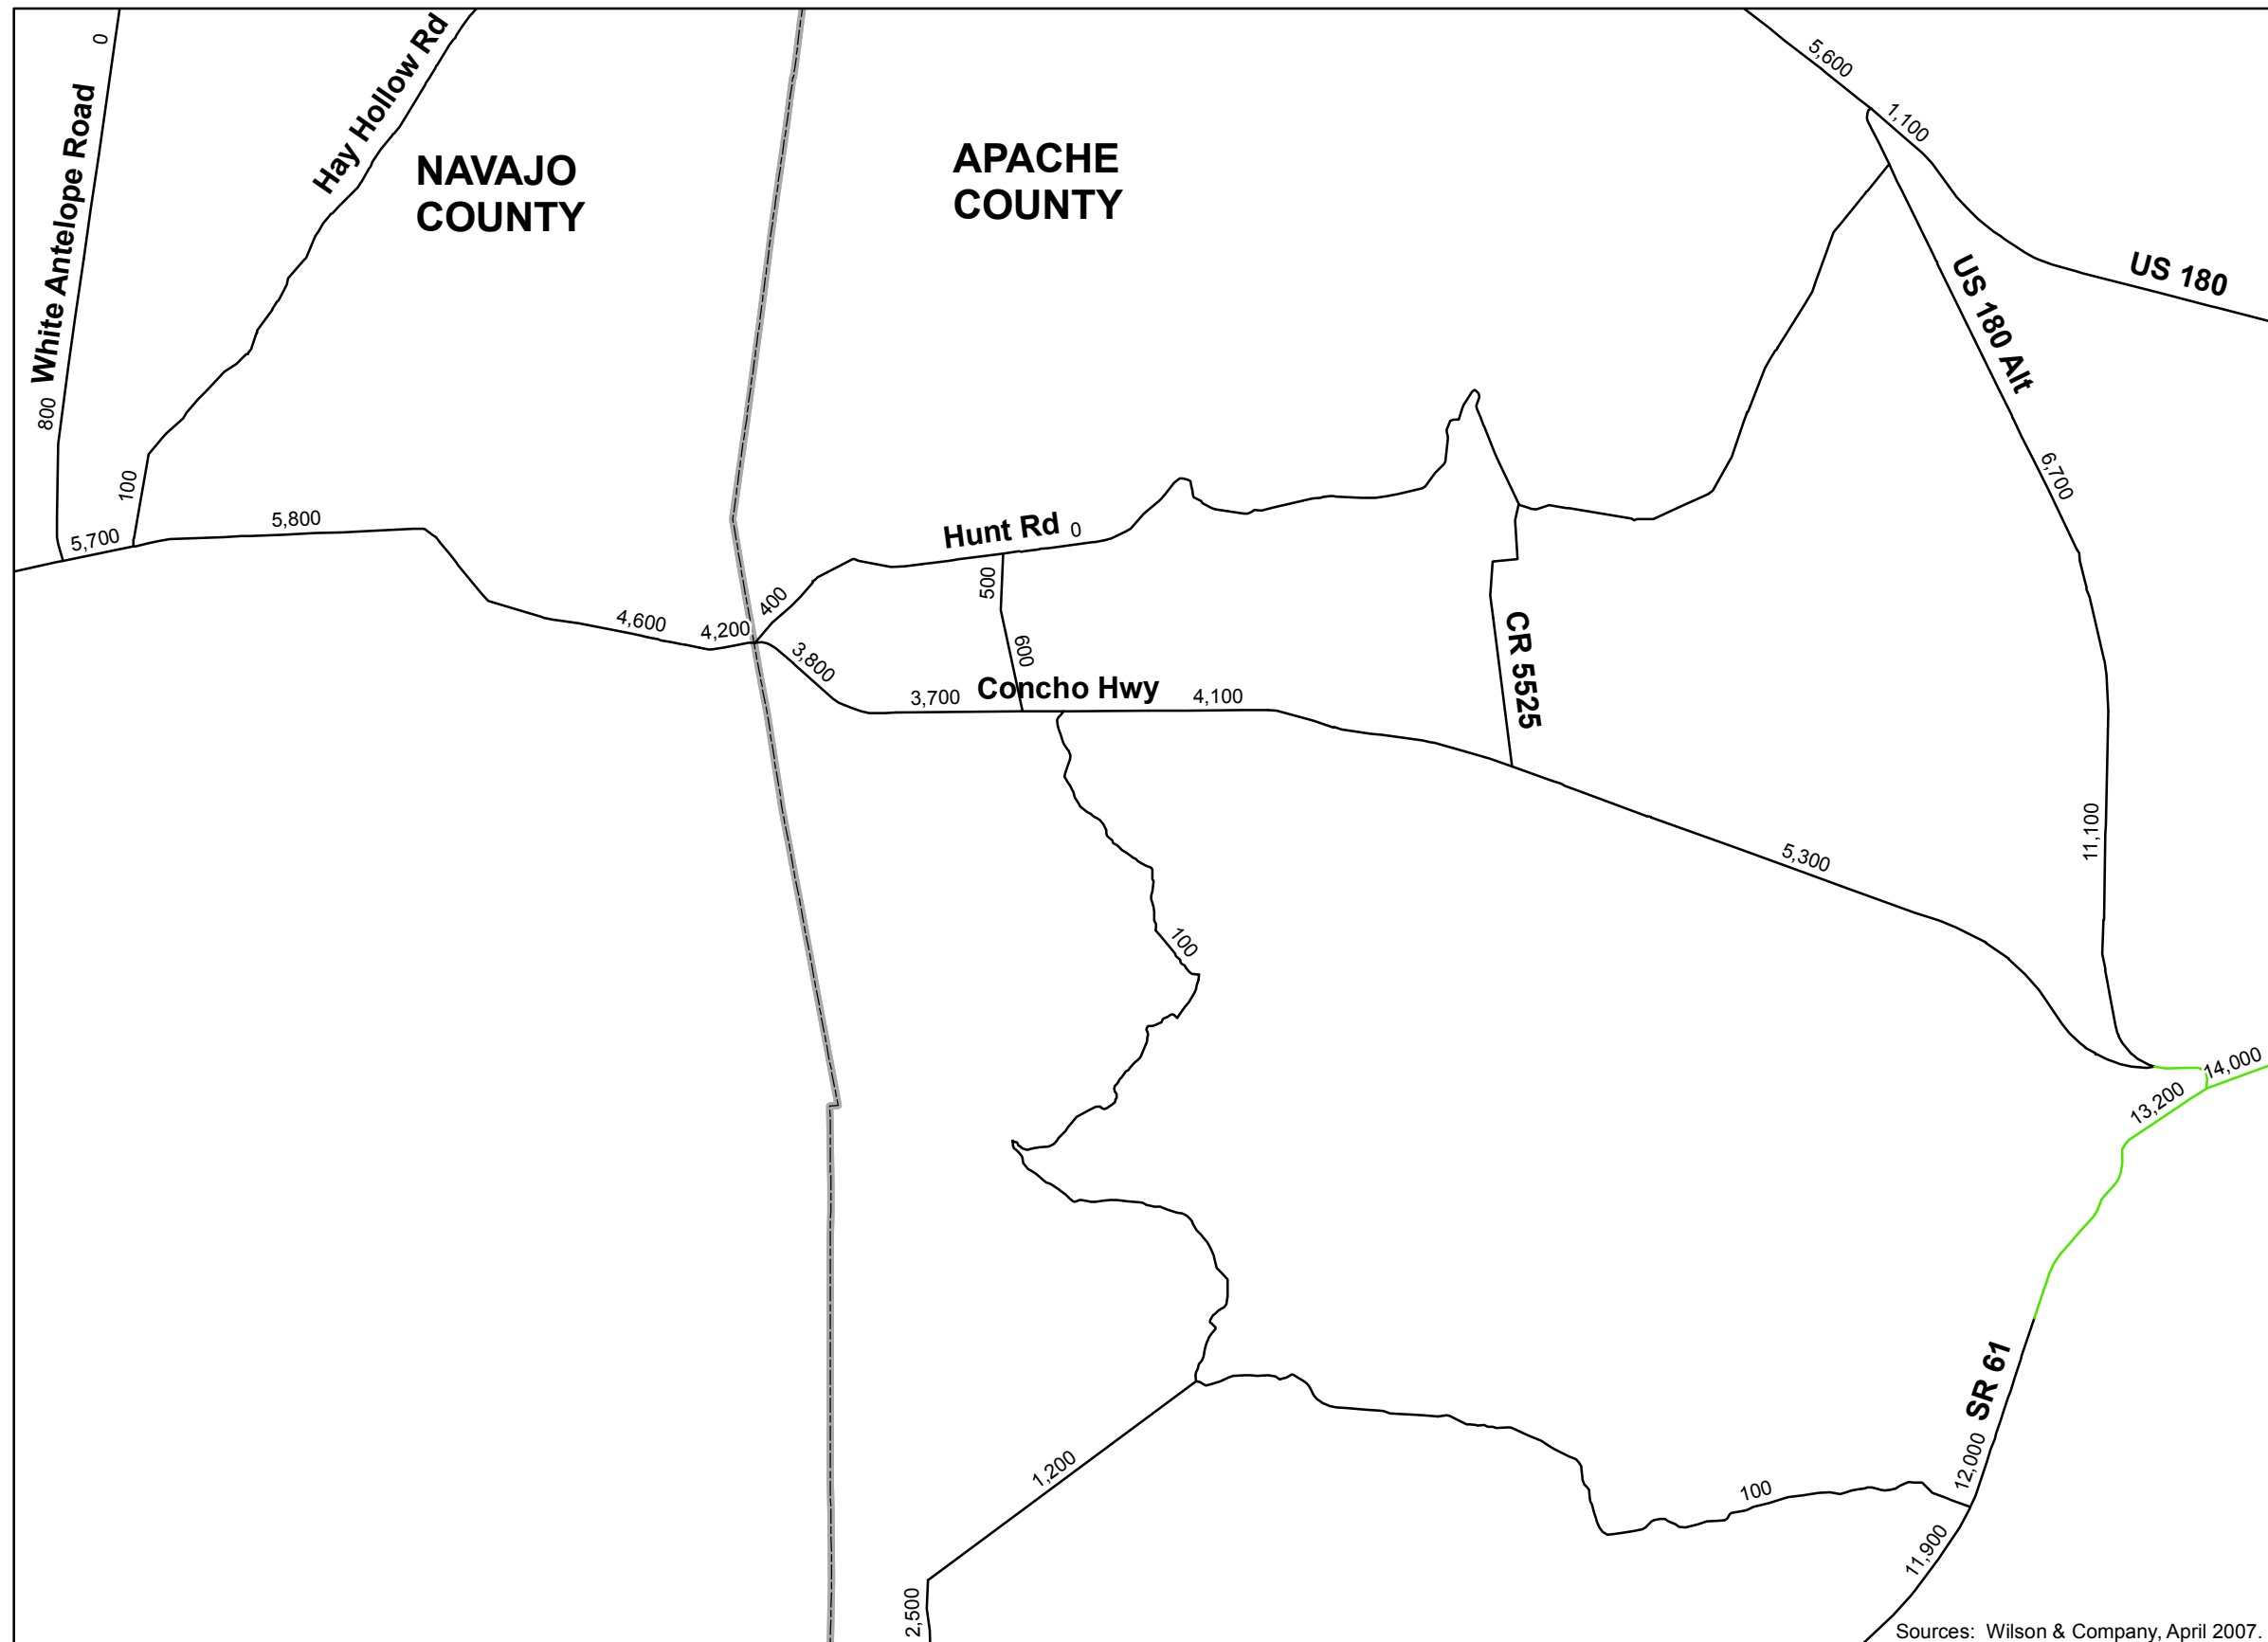 0
Hay Hollow Rd
5,600
White Antelope Road
1,100
NAVAJO
COUNTY
APACHE
COUNTY
US 180
US 180 Alt
800
100
6,700
5,700
5,800
Hunt Rd
0
500
400
4,600
4,200
600
3,800
CR 5525
3,700
Concho Hwy
4,100
5,300
11,100
100
14,000
13,200
SR 61
1,200
12,000
100
11,900
2,500
Sources: Wilson & Company, April 2007.